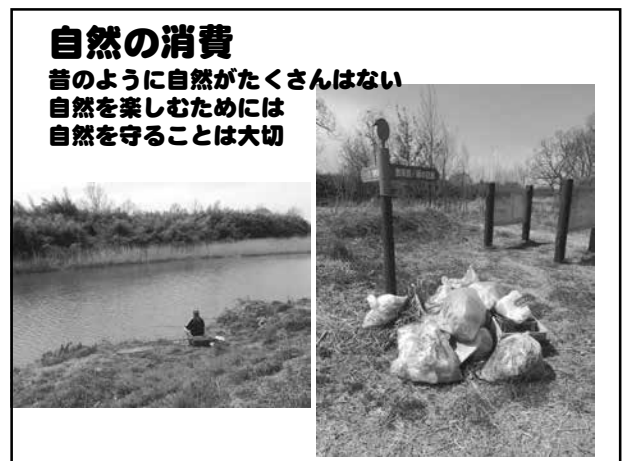 自然の消費
昔のように自然がたくさんはない
自然を楽しむためには
自然を守ることは大切